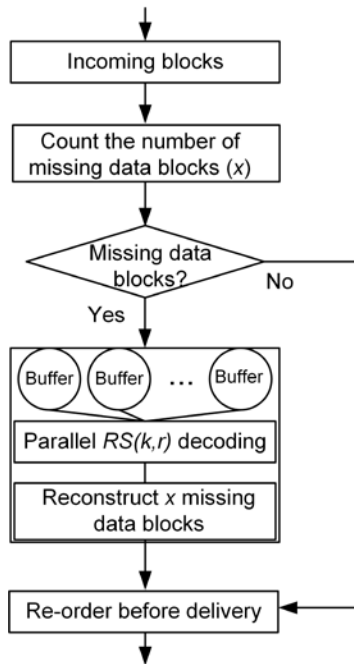 Incoming blocks
Count the number of
missing data blocks (x)
Missing data
blocks?
No
Yes
Buffer Buffer ... Buffer
Parallel RS(k,r) decoding
Reconstruct x missing
data blocks
Re-order before delivery